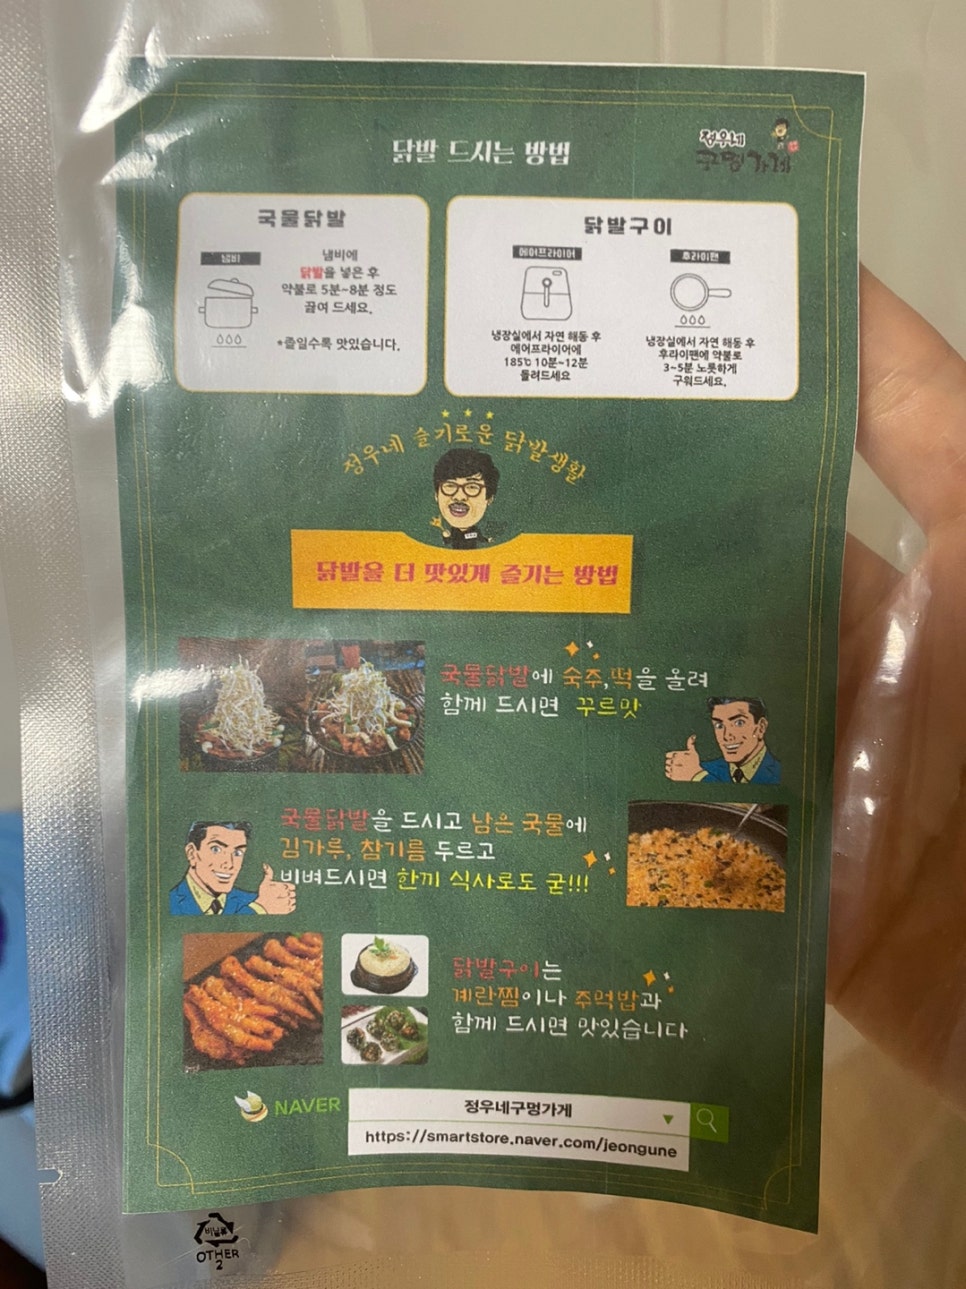 닭발 드시는 방법
정우네
구멍가게
국물닭발
냄비
냄비에
닭발을 넣은 후
약불로 5분~8분 정도
끓여 드세요.
*졸일수록 맛있습니다.
닭발구이
에어프라이어
냉장실에서 자연 해동 후
에어프라이어에
185℃ 10분~12분
돌려드세요
후라이팬
냉장실에서 자연 해동 후
후라이팬에 약불로
3~5분 노릇하게
구워드세요.
정우네 슬기로운 닭발생활
닭발을 더 맛있게 즐기는 방법
국물닭발에 숙주,떡을 올려
함께 드시면 꾸르맛
국물닭발을 드시고 남은 국물에
김가루, 참기름 두르고
비벼드시면 한끼 식사로도 굳!!!
닭발구이는
계란찜이나 주먹밥과
함께 드시면 맛있습니다
NAVER
정우네구멍가게
https://smartstore.naver.com/jeongune
비닐류
OTHER
2